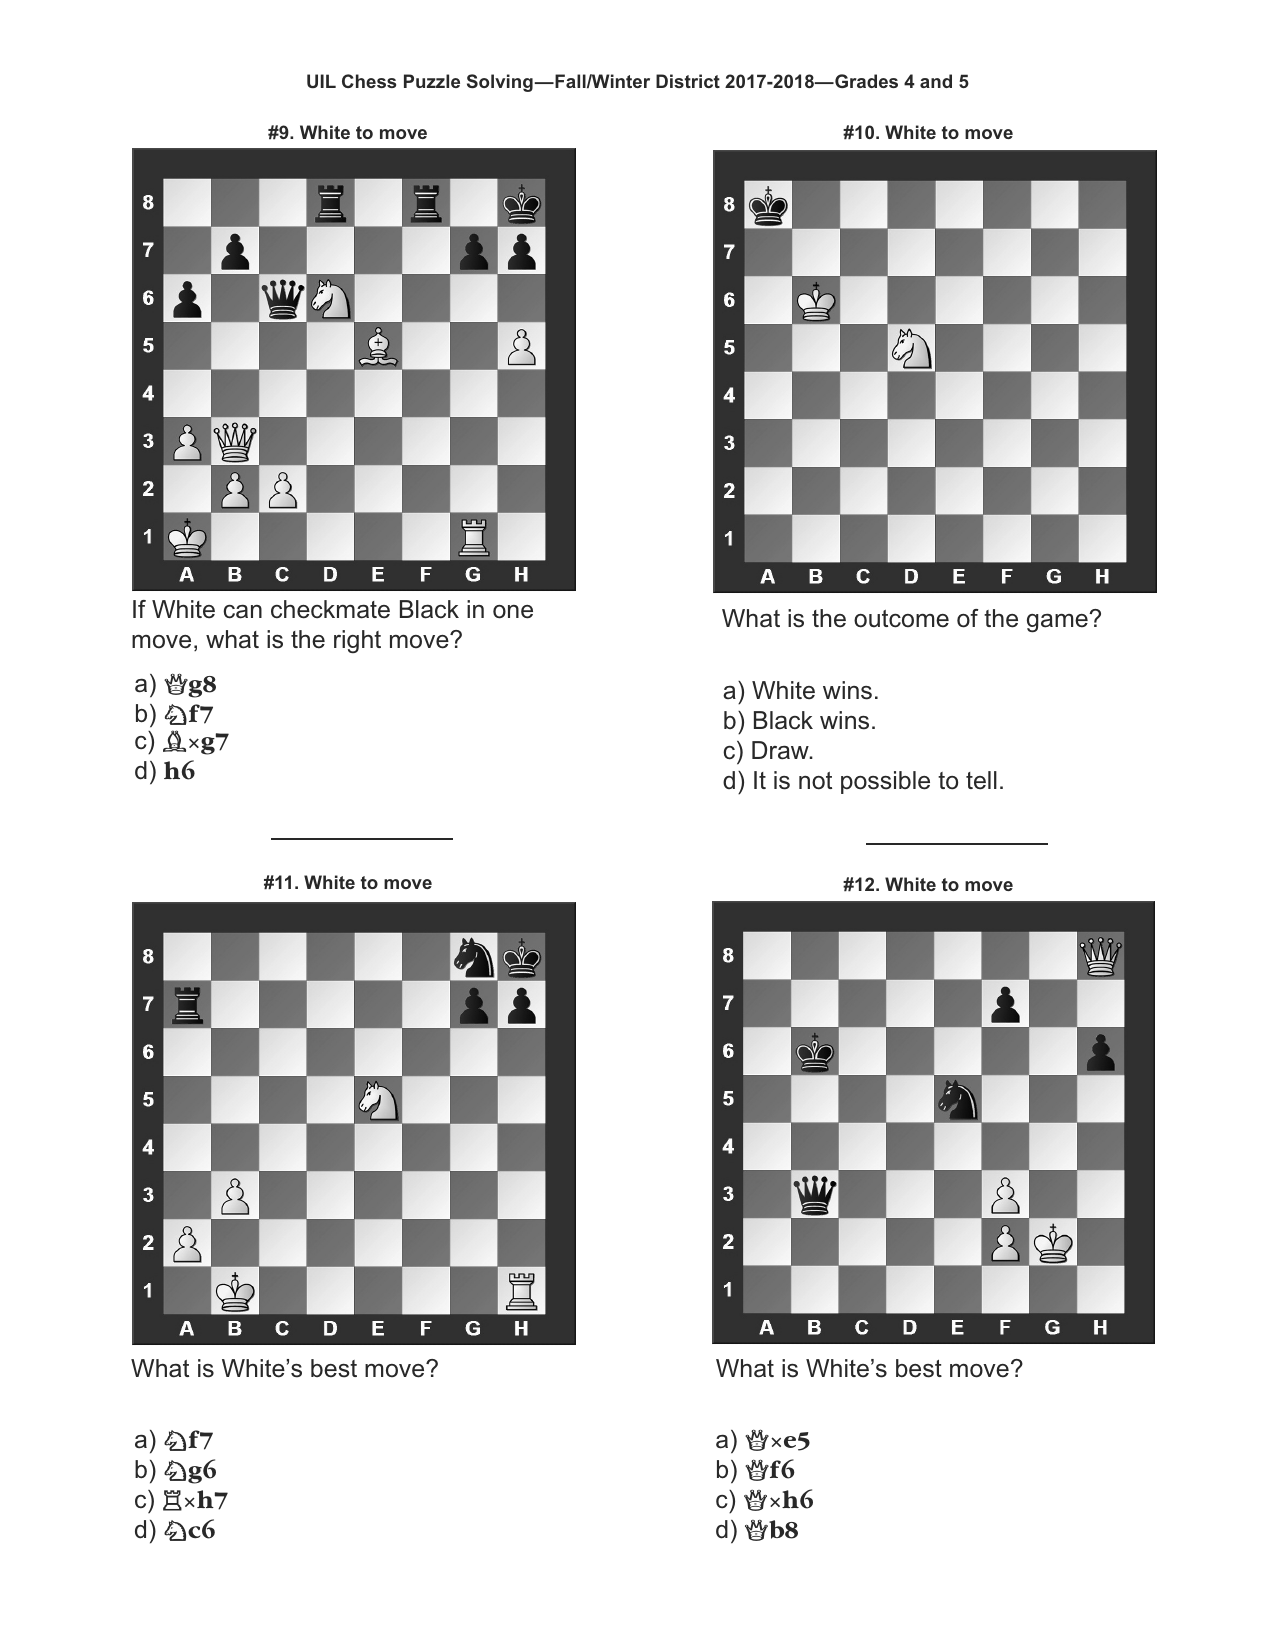 UIL Chess Puzzle Solving—Fall/Winter District 2017-2018—Grades 4 and 5
#9. White to move
8
7
6
5
4
3
2
1
A B C D E F G H
If White can checkmate Black in one
move, what is the right move?
a) ♕g8
b) ♘f7
c) ♗×g7
d) h6
#10. White to move
8
7
6
5
4
3
2
1
A B C D E F G H
What is the outcome of the game?
a) White wins.
b) Black wins.
c) Draw.
d) It is not possible to tell.
#11. White to move
8
7
6
5
4
3
2
1
A B C D E F G H
What is White’s best move?
a) ♘f7
b) ♘g6
c) ♖×h7
d) ♘c6
#12. White to move
8
7
6
5
4
3
2
1
A B C D E F G H
What is White’s best move?
a) ♕×e5
b) ♕f6
c) ♕×h6
d) ♕b8